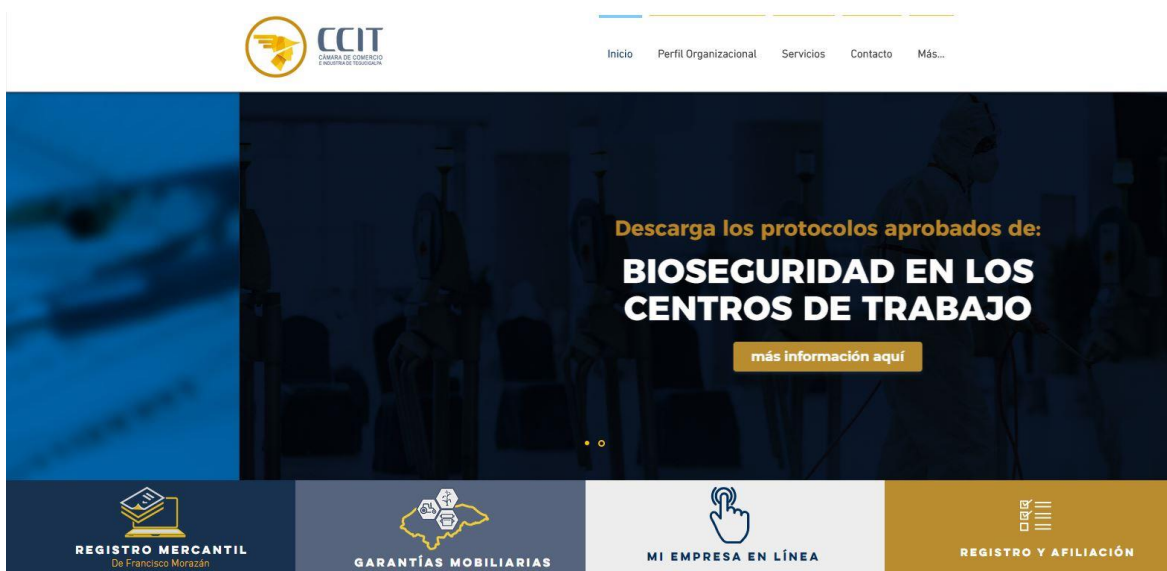 CCIT
CÁMARA DE COMERCIO
E INDUSTRIA DE TEGUCIGALPA
Inicio Perfil Organizacional Servicios Contacto Más...
Descarga los protocolos aprobados de:
BIOSEGURIDAD EN LOS
CENTROS DE TRABAJO
más información aquí
REGISTRO MERCANTIL
De Francisco Morazán
GARANTÍAS MOBILIARIAS
MI EMPRESA EN LÍNEA
REGISTRO Y AFILIACIÓN